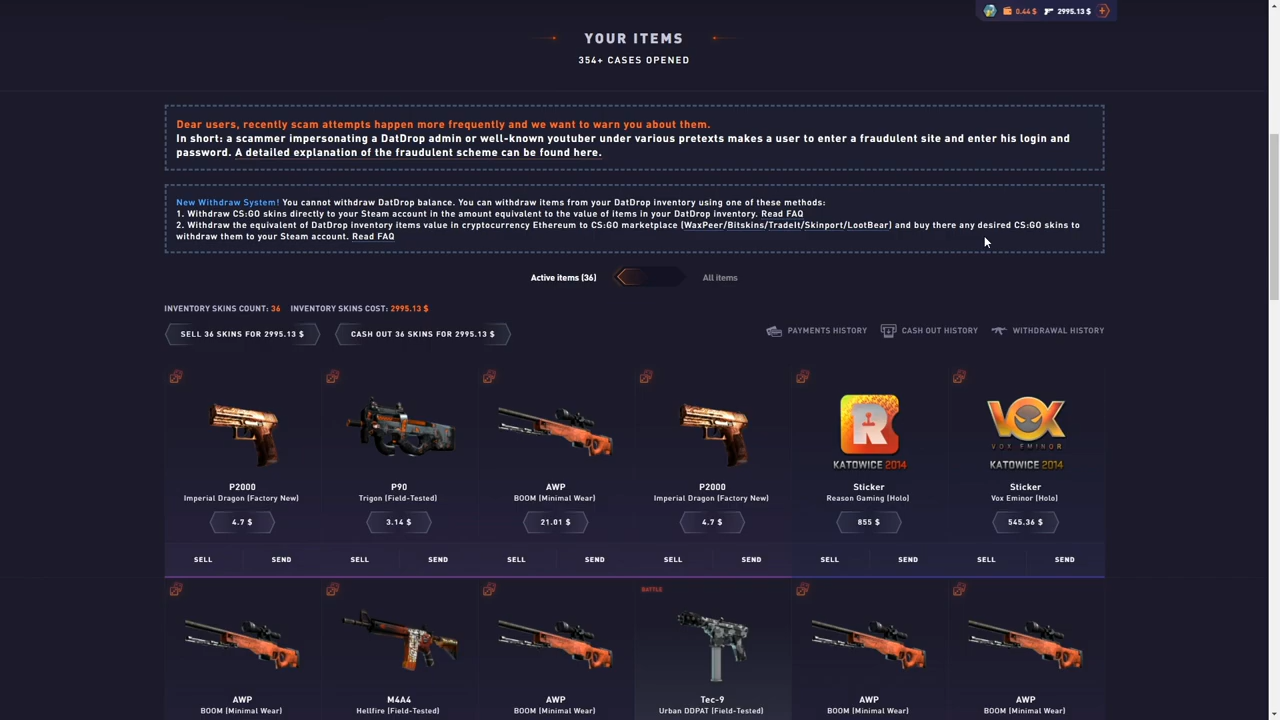 0.44 $ 2995.13 $
YOUR ITEMS
354+ CASES OPENED
Dear users, recently scam attempts happen more frequently and we want to warn you about them.
In short: a scammer impersonating a DatDrop admin or well-known youtuber under various pretexts makes a user to enter a fraudulent site and enter his login and
password. A detailed explanation of the fraudulent scheme can be found here.
New Withdraw System! You cannot withdraw DatDrop balance. You can withdraw items from your DatDrop inventory using one of these methods:
1. Withdraw CS:GO skins directly to your Steam account in the amount equivalent to the value of items in your DatDrop inventory. Read FAQ
2. Withdraw the equivalent of DatDrop inventory items value in cryptocurrency Ethereum to CS:GO marketplace (WaxPeer/Bitskins/TradeIt/Skinport/LootBear) and buy there any desired CS:GO skins to
withdraw them to your Steam account. Read FAQ
Active items (36) All items
INVENTORY SKINS COUNT: 36 INVENTORY SKINS COST: 2995.13 $
SELL 36 SKINS FOR 2995.13 $ CASH OUT 36 SKINS FOR 2995.13 $ PAYMENTS HISTORY CASH OUT HISTORY WITHDRAWAL HISTORY
R VOX
VOX EMINOR
KATOWICE 2014 KATOWICE 2014
P2000 P90 AWP P2000 Sticker Sticker
Imperial Dragon (Factory New) Trigon (Field-Tested) BOOM (Minimal Wear) Imperial Dragon (Factory New) Reason Gaming (Holo) Vox Eminor (Holo)
4.7 $ 3.14 $ 21.01 $ 4.7 $ 855 $ 545.36 $
SELL SEND SELL SEND SELL SEND SELL SEND SELL SEND SELL SEND
BATTLE
AWP M4A4 AWP Tec-9 AWP AWP
BOOM (Minimal Wear) Hellfire (Field-Tested) BOOM (Minimal Wear) Urban DDPAT (Field-Tested) BOOM (Minimal Wear) BOOM (Minimal Wear)